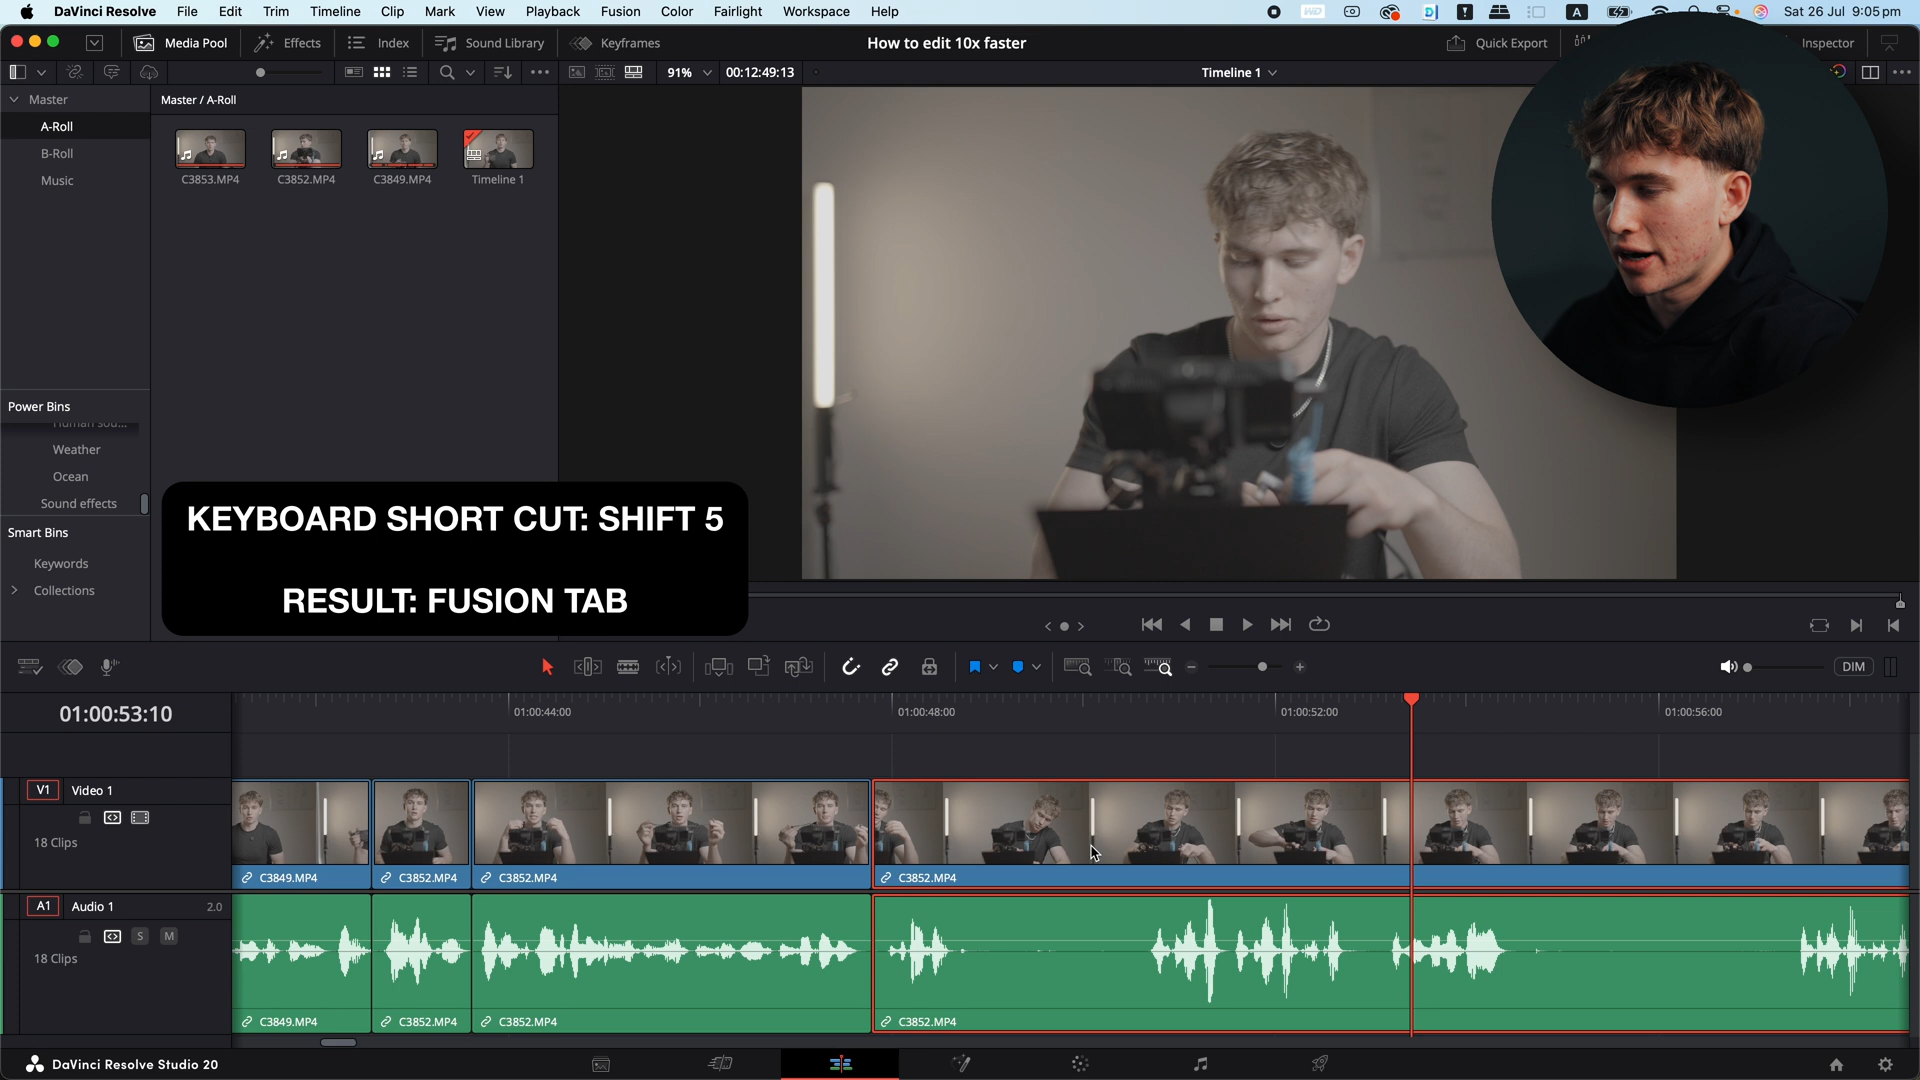 DaVinci Resolve File Edit Trim Timeline Clip Mark View Playback Fusion Color Fairlight Workspace Help
A Sat 26 Jul 9:05 pm
Media Pool Effects Index Sound Library Keyframes How to edit 10x faster Quick Export Inspector
91% 00:12:49:13 Timeline 1
Master
Master / A-Roll
A-Roll
B-Roll
Music
C3853.MP4 C3852.MP4 C3849.MP4 Timeline 1
Power Bins
Human sou...
Weather
Ocean
Sound effects
Smart Bins
Keywords
Collections
KEYBOARD SHORT CUT: SHIFT 5
RESULT: FUSION TAB
DIM
01:00:53:10
01:00:44:00 01:00:48:00 01:00:52:00 01:00:56:00
V1 Video 1
18 Clips
C3849.MP4 C3852.MP4 C3852.MP4 C3852.MP4
A1 Audio 1 2.0
S M
18 Clips
C3849.MP4 C3852.MP4 C3852.MP4 C3852.MP4
DaVinci Resolve Studio 20